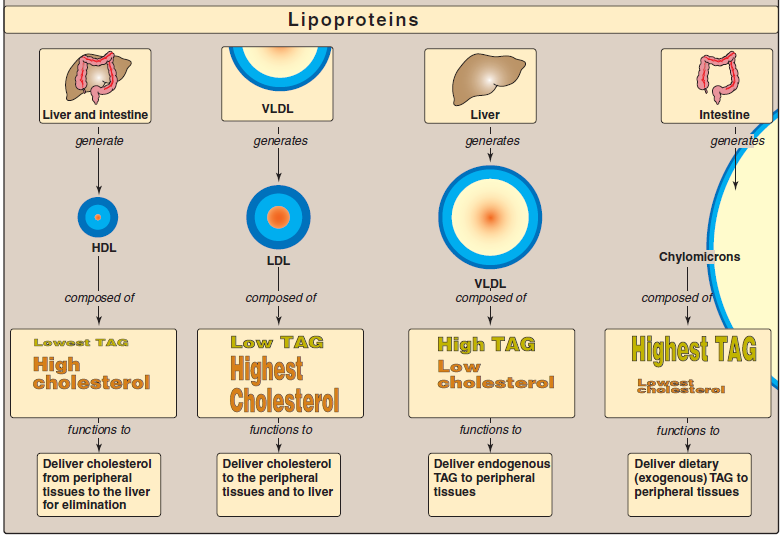 Lipoproteins
Liver and intestine
VLDL
Liver
Intestine
generate
generates
generates
generates
HDL
LDL
VLDL
Chylomicrons
composed of
composed of
composed of
composed of
Lowest TAG
High
cholesterol
Low TAG
Highest
Cholesterol
High TAG
Low
cholesterol
Highest TAG
Lowest
cholesterol
functions to
functions to
functions to
functions to
Deliver cholesterol
from peripheral
tissues to the liver
for elimination
Deliver cholesterol
to the peripheral
tissues and to liver
Deliver endogenous
TAG to peripheral
tissues
Deliver dietary
(exogenous) TAG to
peripheral tissues